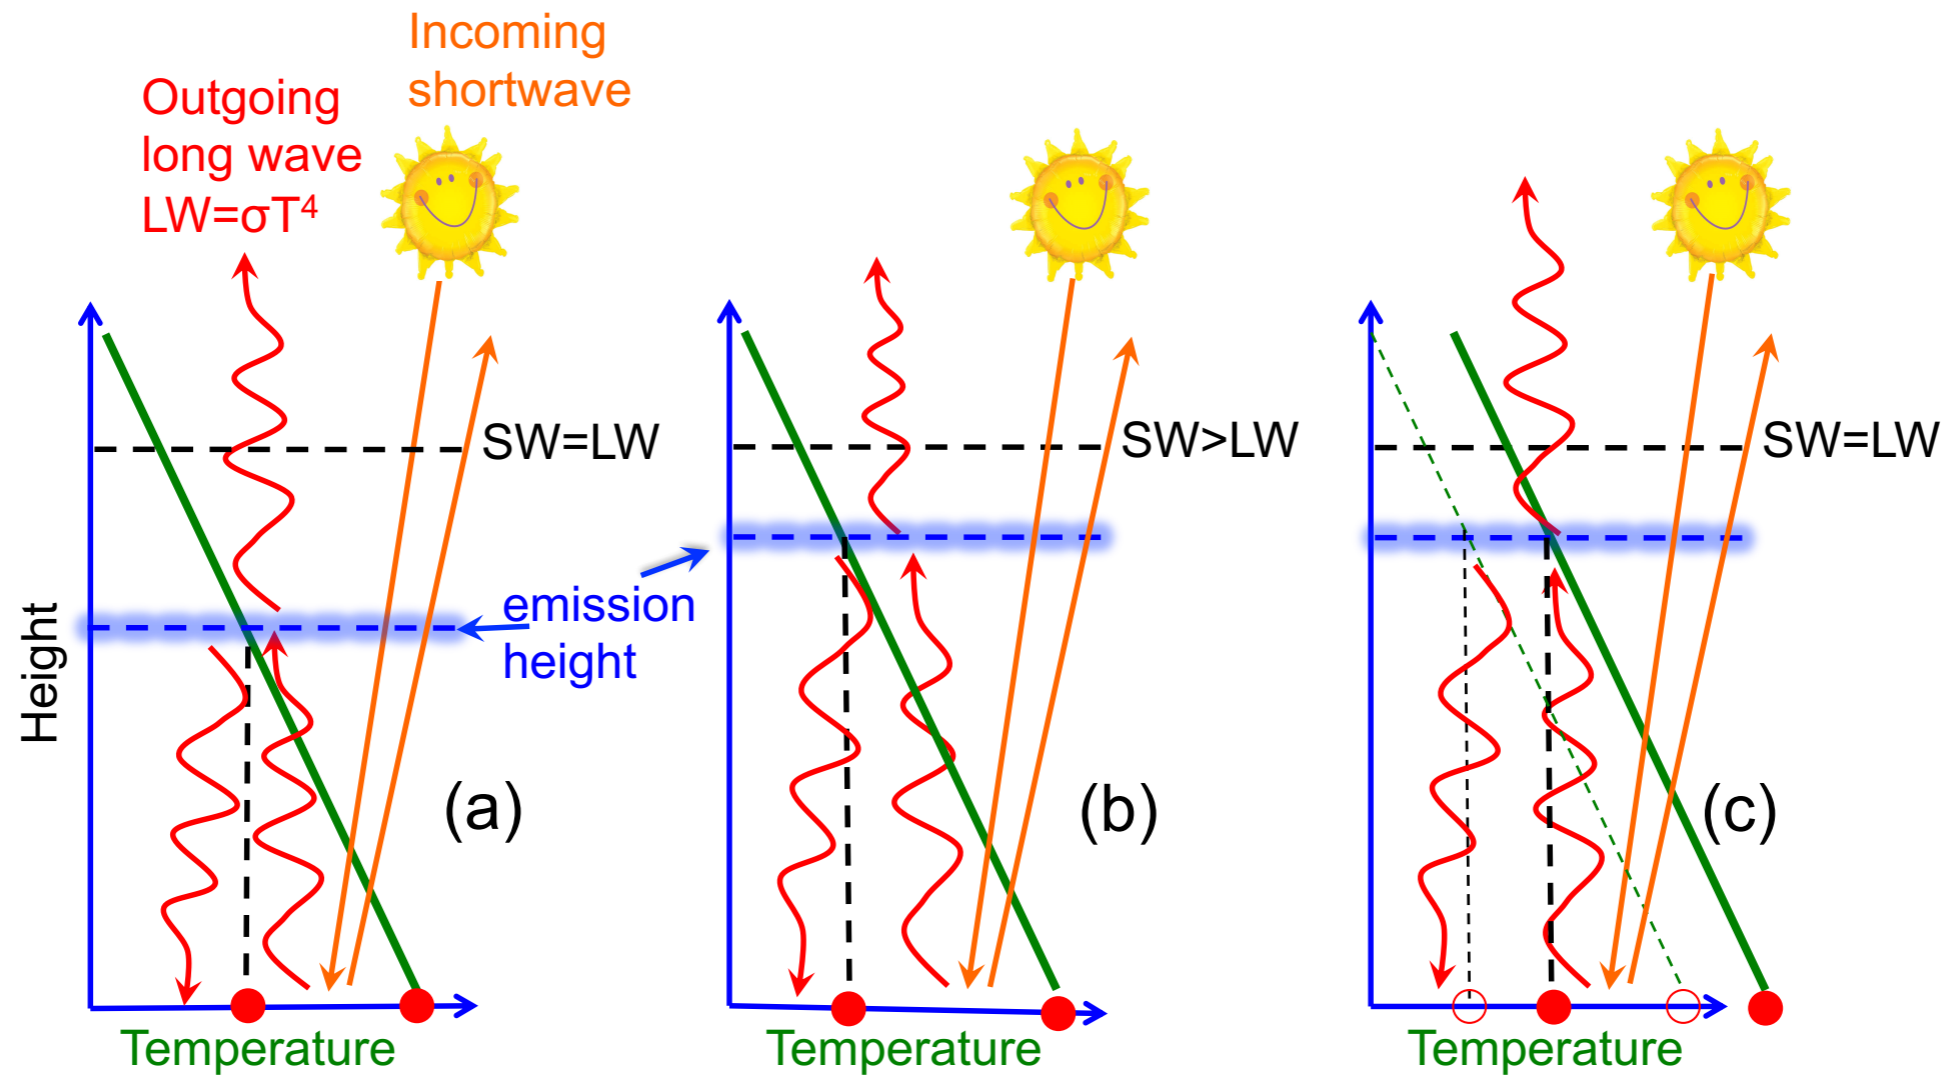 Incoming
shortwave
Outgoing
long wave
LW=σT⁴
SW=LW
SW>LW
SW=LW
emission
height
Height
(a)
(b)
(c)
Temperature
Temperature
Temperature